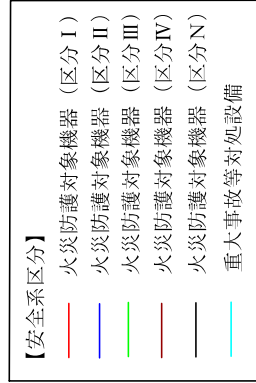 【安全系区分】
火災防護対象機器（区分Ⅰ）
火災防護対象機器（区分Ⅱ）
火災防護対象機器（区分Ⅲ）
火災防護対象機器（区分Ⅳ）
火災防護対象機器（区分N）
重大事故等対処設備